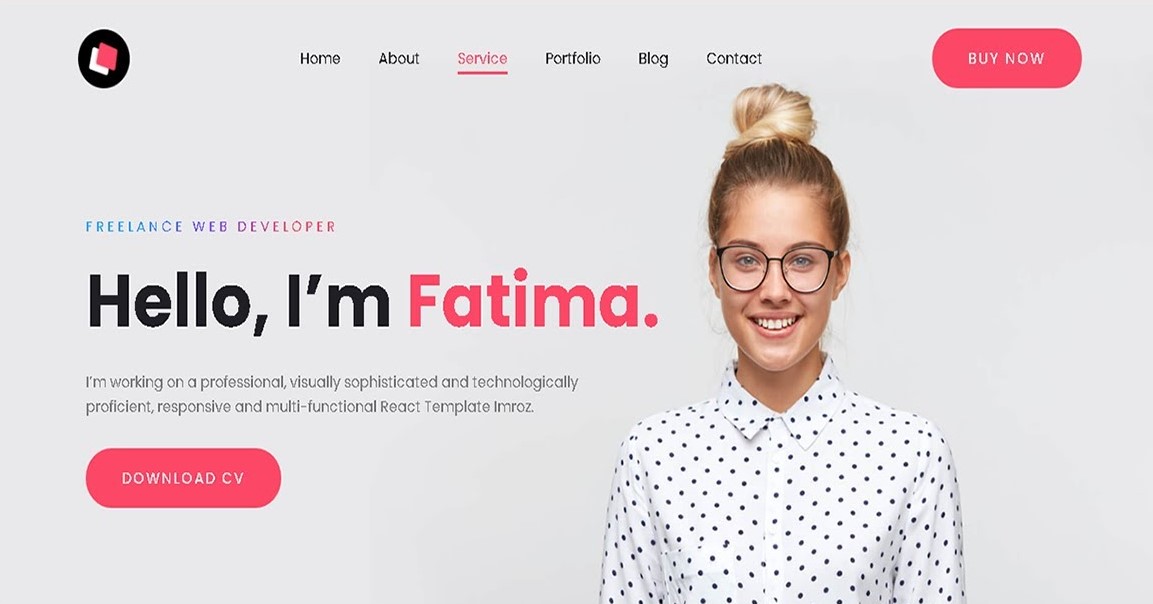 Home About Service Portfolio Blog Contact BUY NOW
FREELANCE WEB DEVELOPER
Hello, I’m Fatima.
I’m working on a professional, visually sophisticated and technologically
proficient, responsive and multi-functional React Template Imroz.
DOWNLOAD CV